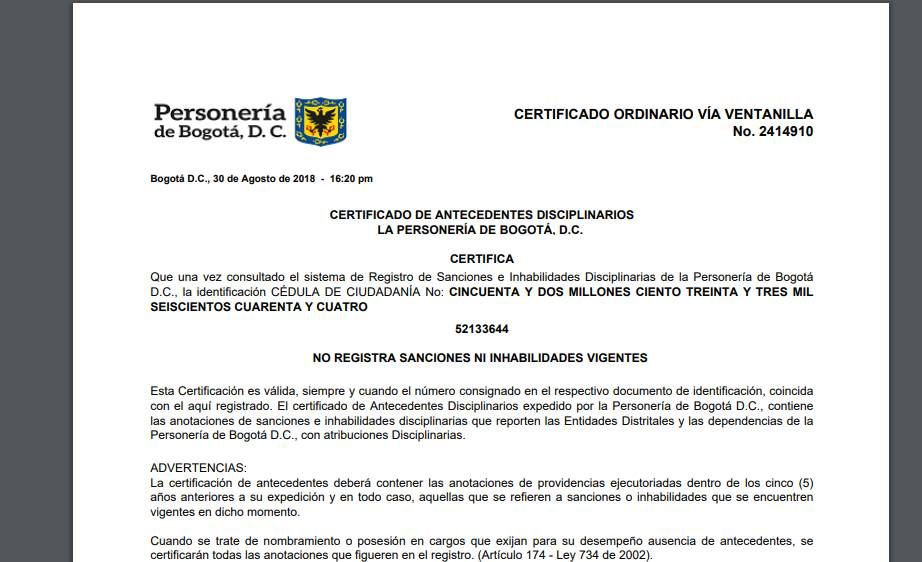 Personería
de Bogotá, D. C.
CERTIFICADO ORDINARIO VÍA VENTANILLA
No. 2414910
Bogotá D.C., 30 de Agosto de 2018 - 16:20 pm
CERTIFICADO DE ANTECEDENTES DISCIPLINARIOS
LA PERSONERÍA DE BOGOTÁ, D.C.
CERTIFICA
Que una vez consultado el sistema de Registro de Sanciones e Inhabilidades Disciplinarias de la Personería de Bogotá
D.C., la identificación CÉDULA DE CIUDADANÍA No: CINCUENTA Y DOS MILLONES CIENTO TREINTA Y TRES MIL
SEISCIENTOS CUARENTA Y CUATRO
52133644
NO REGISTRA SANCIONES NI INHABILIDADES VIGENTES
Esta Certificación es válida, siempre y cuando el número consignado en el respectivo documento de identificación, coincida
con el aquí registrado. El certificado de Antecedentes Disciplinarios expedido por la Personería de Bogotá D.C., contiene
las anotaciones de sanciones e inhabilidades disciplinarias que reporten las Entidades Distritales y las dependencias de la
Personería de Bogotá D.C., con atribuciones Disciplinarias.
ADVERTENCIAS:
La certificación de antecedentes deberá contener las anotaciones de providencias ejecutoriadas dentro de los cinco (5)
años anteriores a su expedición y en todo caso, aquellas que se refieren a sanciones o inhabilidades que se encuentren
vigentes en dicho momento.
Cuando se trate de nombramiento o posesión en cargos que exijan para su desempeño ausencia de antecedentes, se
certificarán todas las anotaciones que figueren en el registro. (Artículo 174 - Ley 734 de 2002).